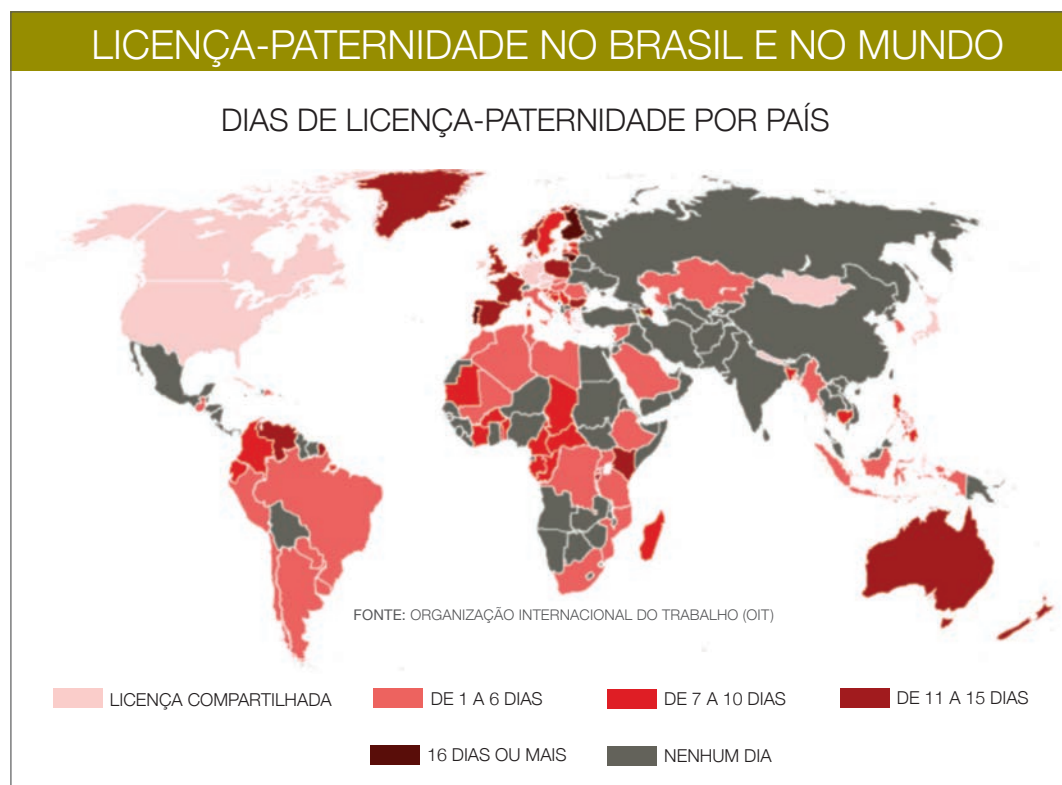 LICENÇA-PATERNIDADE NO BRASIL E NO MUNDO
DIAS DE LICENÇA-PATERNIDADE POR PAÍS
FONTE: ORGANIZAÇÃO INTERNACIONAL DO TRABALHO (OIT)
LICENÇA COMPARTILHADA
DE 1 A 6 DIAS
DE 7 A 10 DIAS
DE 11 A 15 DIAS
16 DIAS OU MAIS
NENHUM DIA